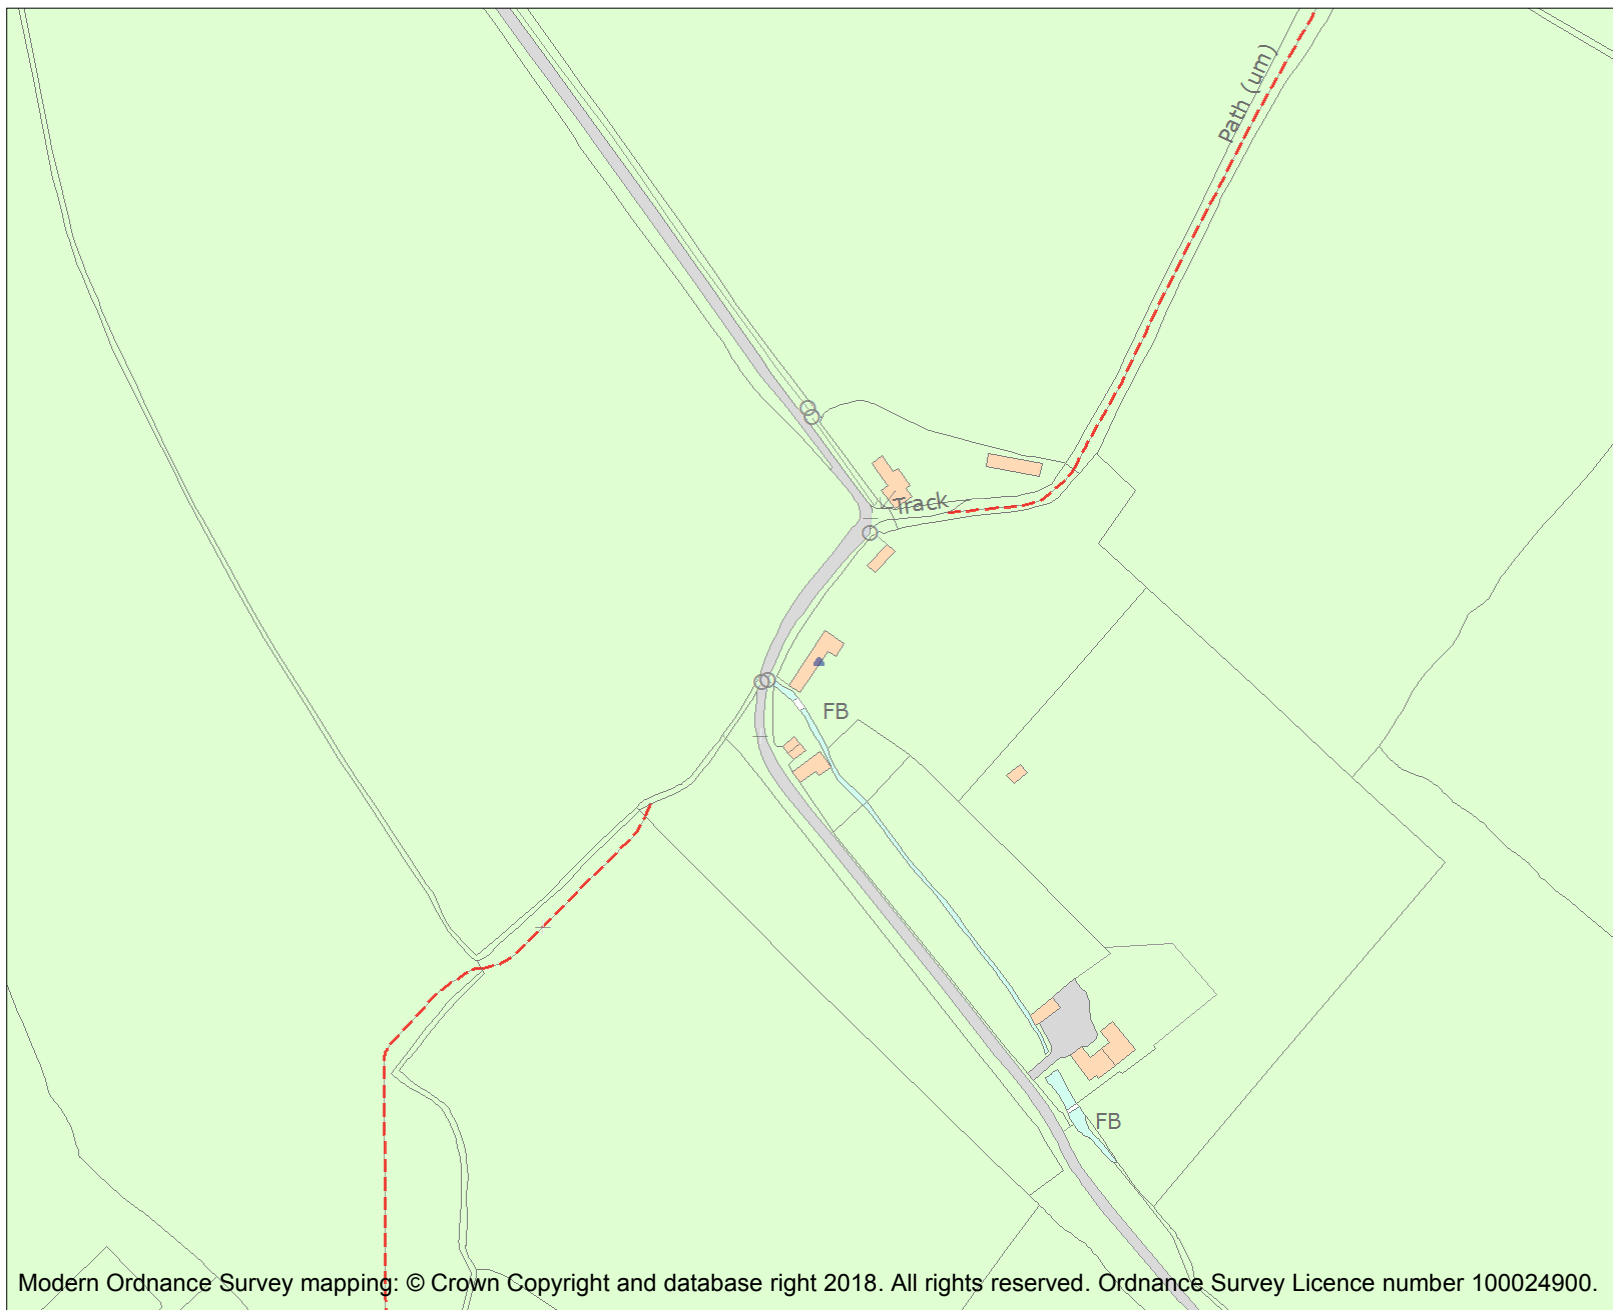 Path (um)
Track
FB
FB
Modern Ordnance Survey mapping: © Crown Copyright and database right 2018. All rights reserved. Ordnance Survey Licence number 100024900.